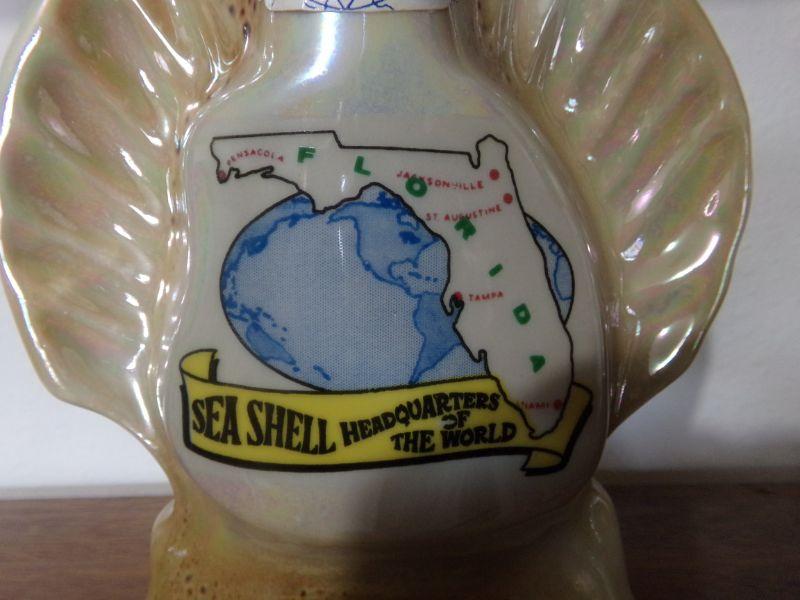 PENSACOLA
FLORIDA
JACKSONVILLE
ST. AUGUSTINE
TAMPA
MIAMI
SEA SHELL HEADQUARTERS
OF
THE WORLD